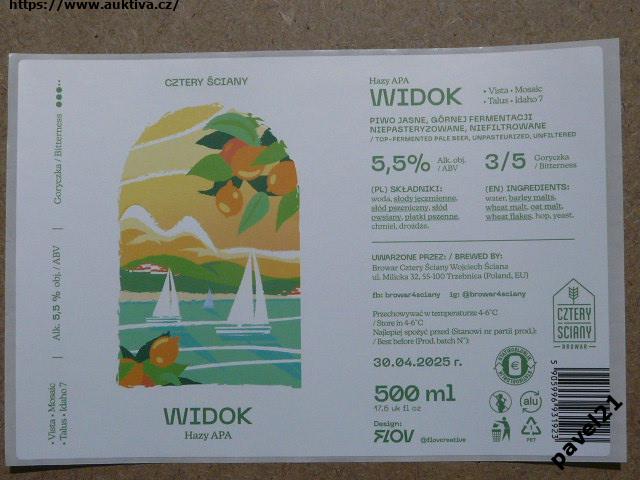 https://www.auktiva.cz/
Goryczka / Bitterness
Alk. 5,5 % obj. / ABV
• Vista • Mosaic
• Talus • Idaho 7
CZTERY ŚCIANY
WIDOK
Hazy APA
Hazy APA
WIDOK
• Vista • Mosaic
• Talus • Idaho 7
PIWO JASNE, GÓRNEJ FERMENTACJI
NIEPASTERYZOWANE, NIEFILTROWANE
/ TOP-FERMENTED PALE BEER, UNPASTEURIZED, UNFILTERED
5,5% Alk. obj. / ABV
3/5 Goryczka / Bitterness
(PL) SKŁADNIKI:
woda, słody jęczmienne,
słód pszeniczny, słód
owsiany, płatki pszenne,
chmiel, drożdże.
(EN) INGREDIENTS:
water, barley malts,
wheat malt, oat malt,
wheat flakes, hop, yeast.
UWARZONE PRZEZ: / BREWED BY:
Browar Cztery Ściany Wojciech Ściana
ul. Milicka 32, 55-100 Trzebnica (Poland, EU)
fb: browar4sciany ig: @browar4sciany
Przechowywać w temperaturze 4-6°C
/ Store in 4-6°C
Najlepiej spożyć przed (Stanowi nr partii prod.):
/ Best before (Prod. batch N°):
30.04.2025 r.
500 ml
17,6 uk fl oz
Design:
FLOV @flovcreative
CZTERY
ŚCIANY
BROWAR
alu
PET
5 905996 931923
pavel21